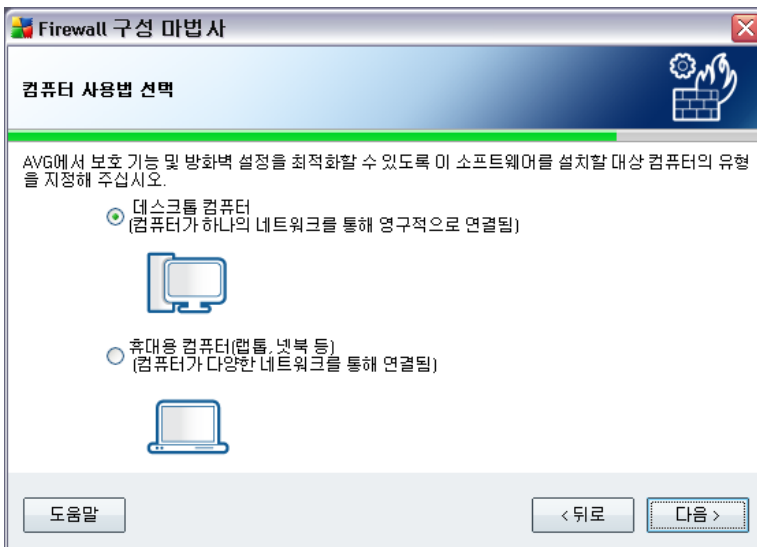 Firewall 구성 마법사
컴퓨터 사용법 선택
AVG에서 보호 기능 및 방화벽 설정을 최적화할 수 있도록 이 소프트웨어를 설치할 대상 컴퓨터의 유형
을 지정해 주십시오.
데스크톱 컴퓨터
(컴퓨터가 하나의 네트워크를 통해 영구적으로 연결됨)
휴대용 컴퓨터(랩톱, 넷북 등)
(컴퓨터가 다양한 네트워크를 통해 연결됨)
도움말
< 뒤로
다음 >